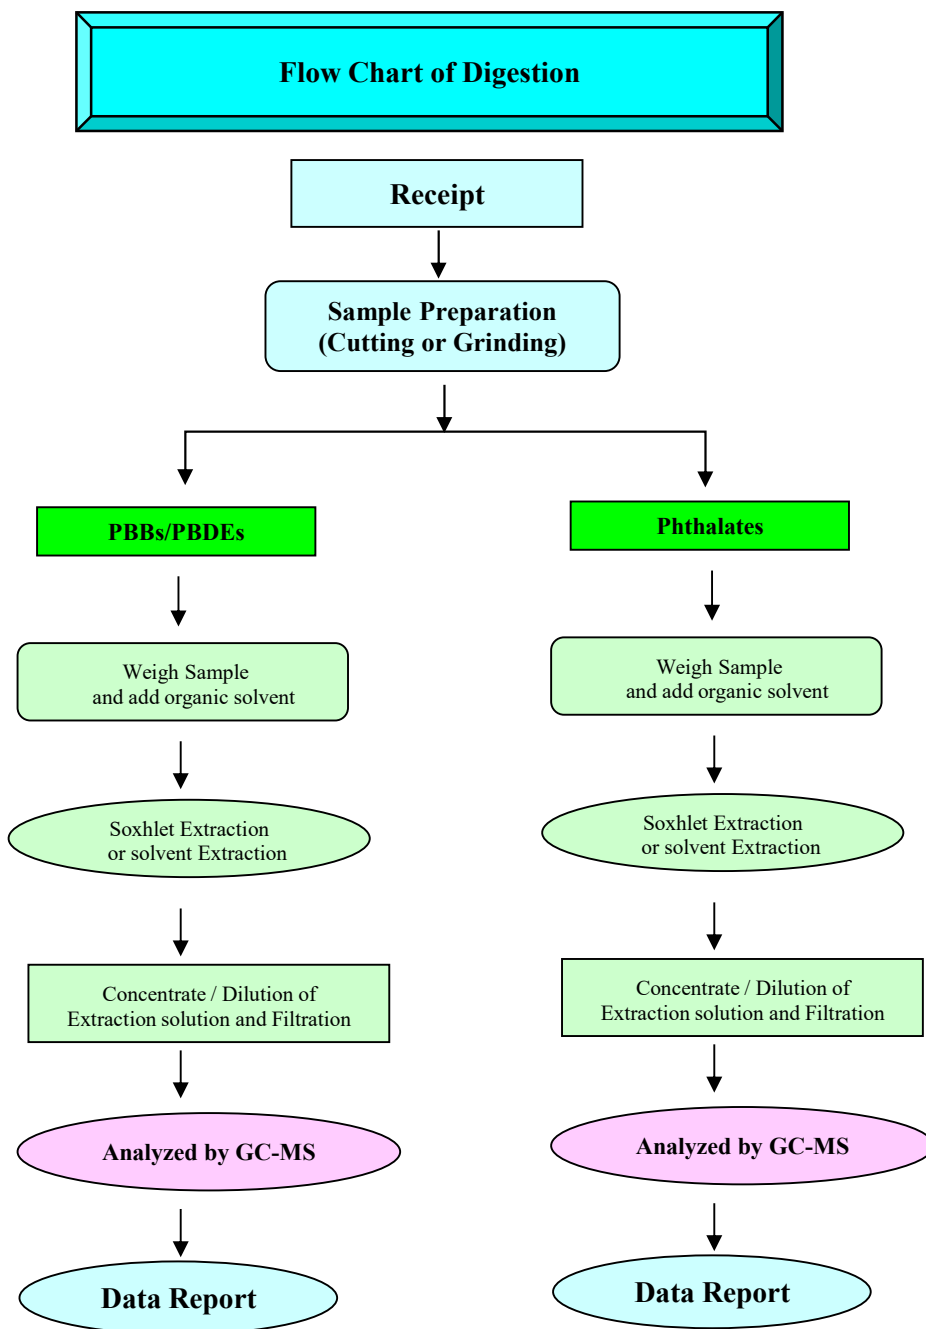 Flow Chart of Digestion
Receipt
Sample Preparation
(Cutting or Grinding)
PBBs/PBDEs
Weigh Sample
and add organic solvent
Soxhlet Extraction
or solvent Extraction
Concentrate / Dilution of
Extraction solution and Filtration
Analyzed by GC-MS
Data Report
Phthalates
Weigh Sample
and add organic solvent
Soxhlet Extraction
or solvent Extraction
Concentrate / Dilution of
Extraction solution and Filtration
Analyzed by GC-MS
Data Report